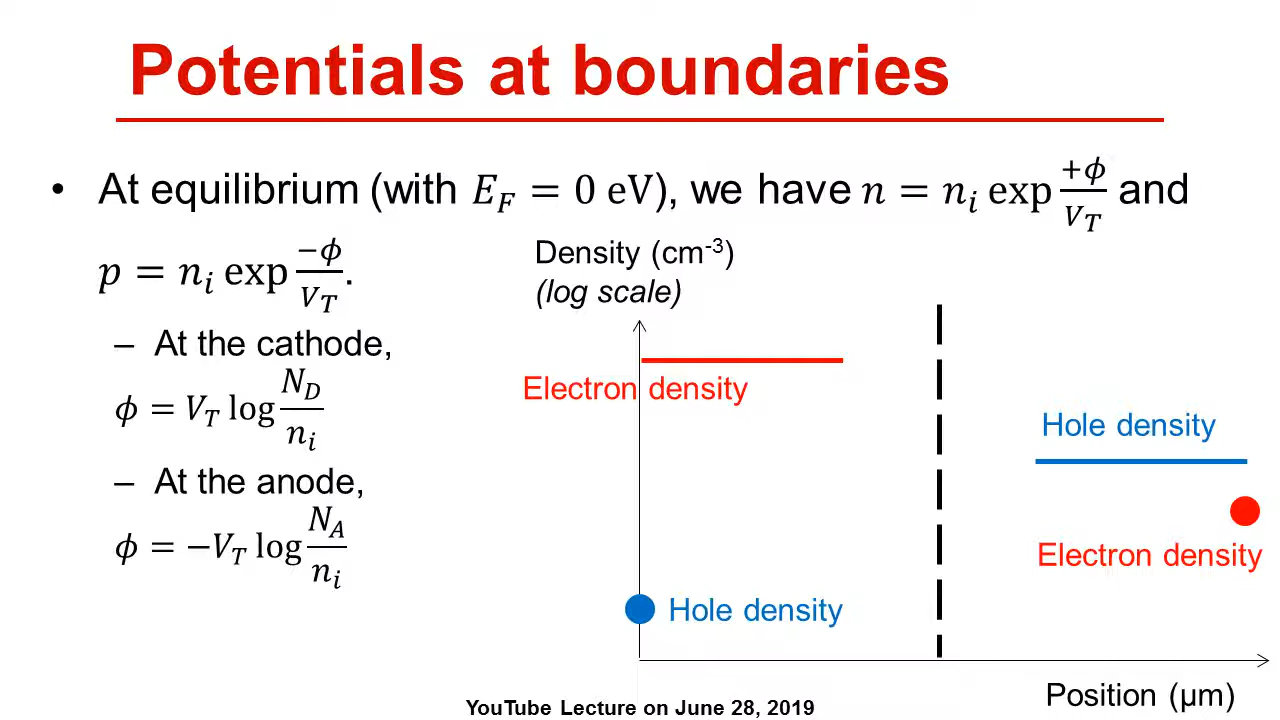 Potentials at boundaries
• At equilibrium (with E_F = 0 eV), we have n = n_i exp +ϕ/V_T and
p = n_i exp −ϕ/V_T.
– At the cathode,
ϕ = V_T log N_D/n_i
– At the anode,
ϕ = −V_T log N_A/n_i
Density (cm⁻³)
(log scale)
Electron density
Hole density
Hole density
Electron density
Position (μm)
YouTube Lecture on June 28, 2019